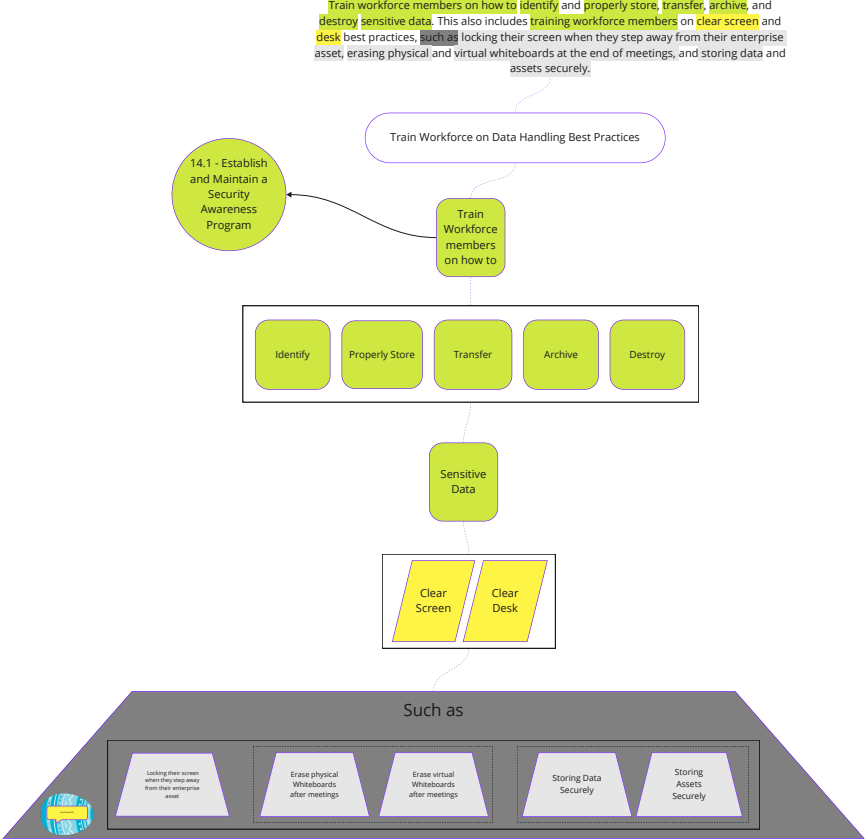 Train workforce members on how to identify and properly store, transfer, archive, and
destroy sensitive data. This also includes training workforce members on clear screen and
desk best practices, such as locking their screen when they step away from their enterprise
asset, erasing physical and virtual whiteboards at the end of meetings, and storing data and
assets securely.
Train Workforce on Data Handling Best Practices
14.1 - Establish
and Maintain a
Security
Awareness
Program
Train
Workforce
members
on how to
Identify
Properly Store
Transfer
Archive
Destroy
Sensitive
Data
Clear
Screen
Clear
Desk
Such as
Locking their screen
when they step away
from their enterprise
asset
Erase physical
Whiteboards
after meetings
Erase virtual
Whiteboards
after meetings
Storing Data
Securely
Storing
Assets
Securely